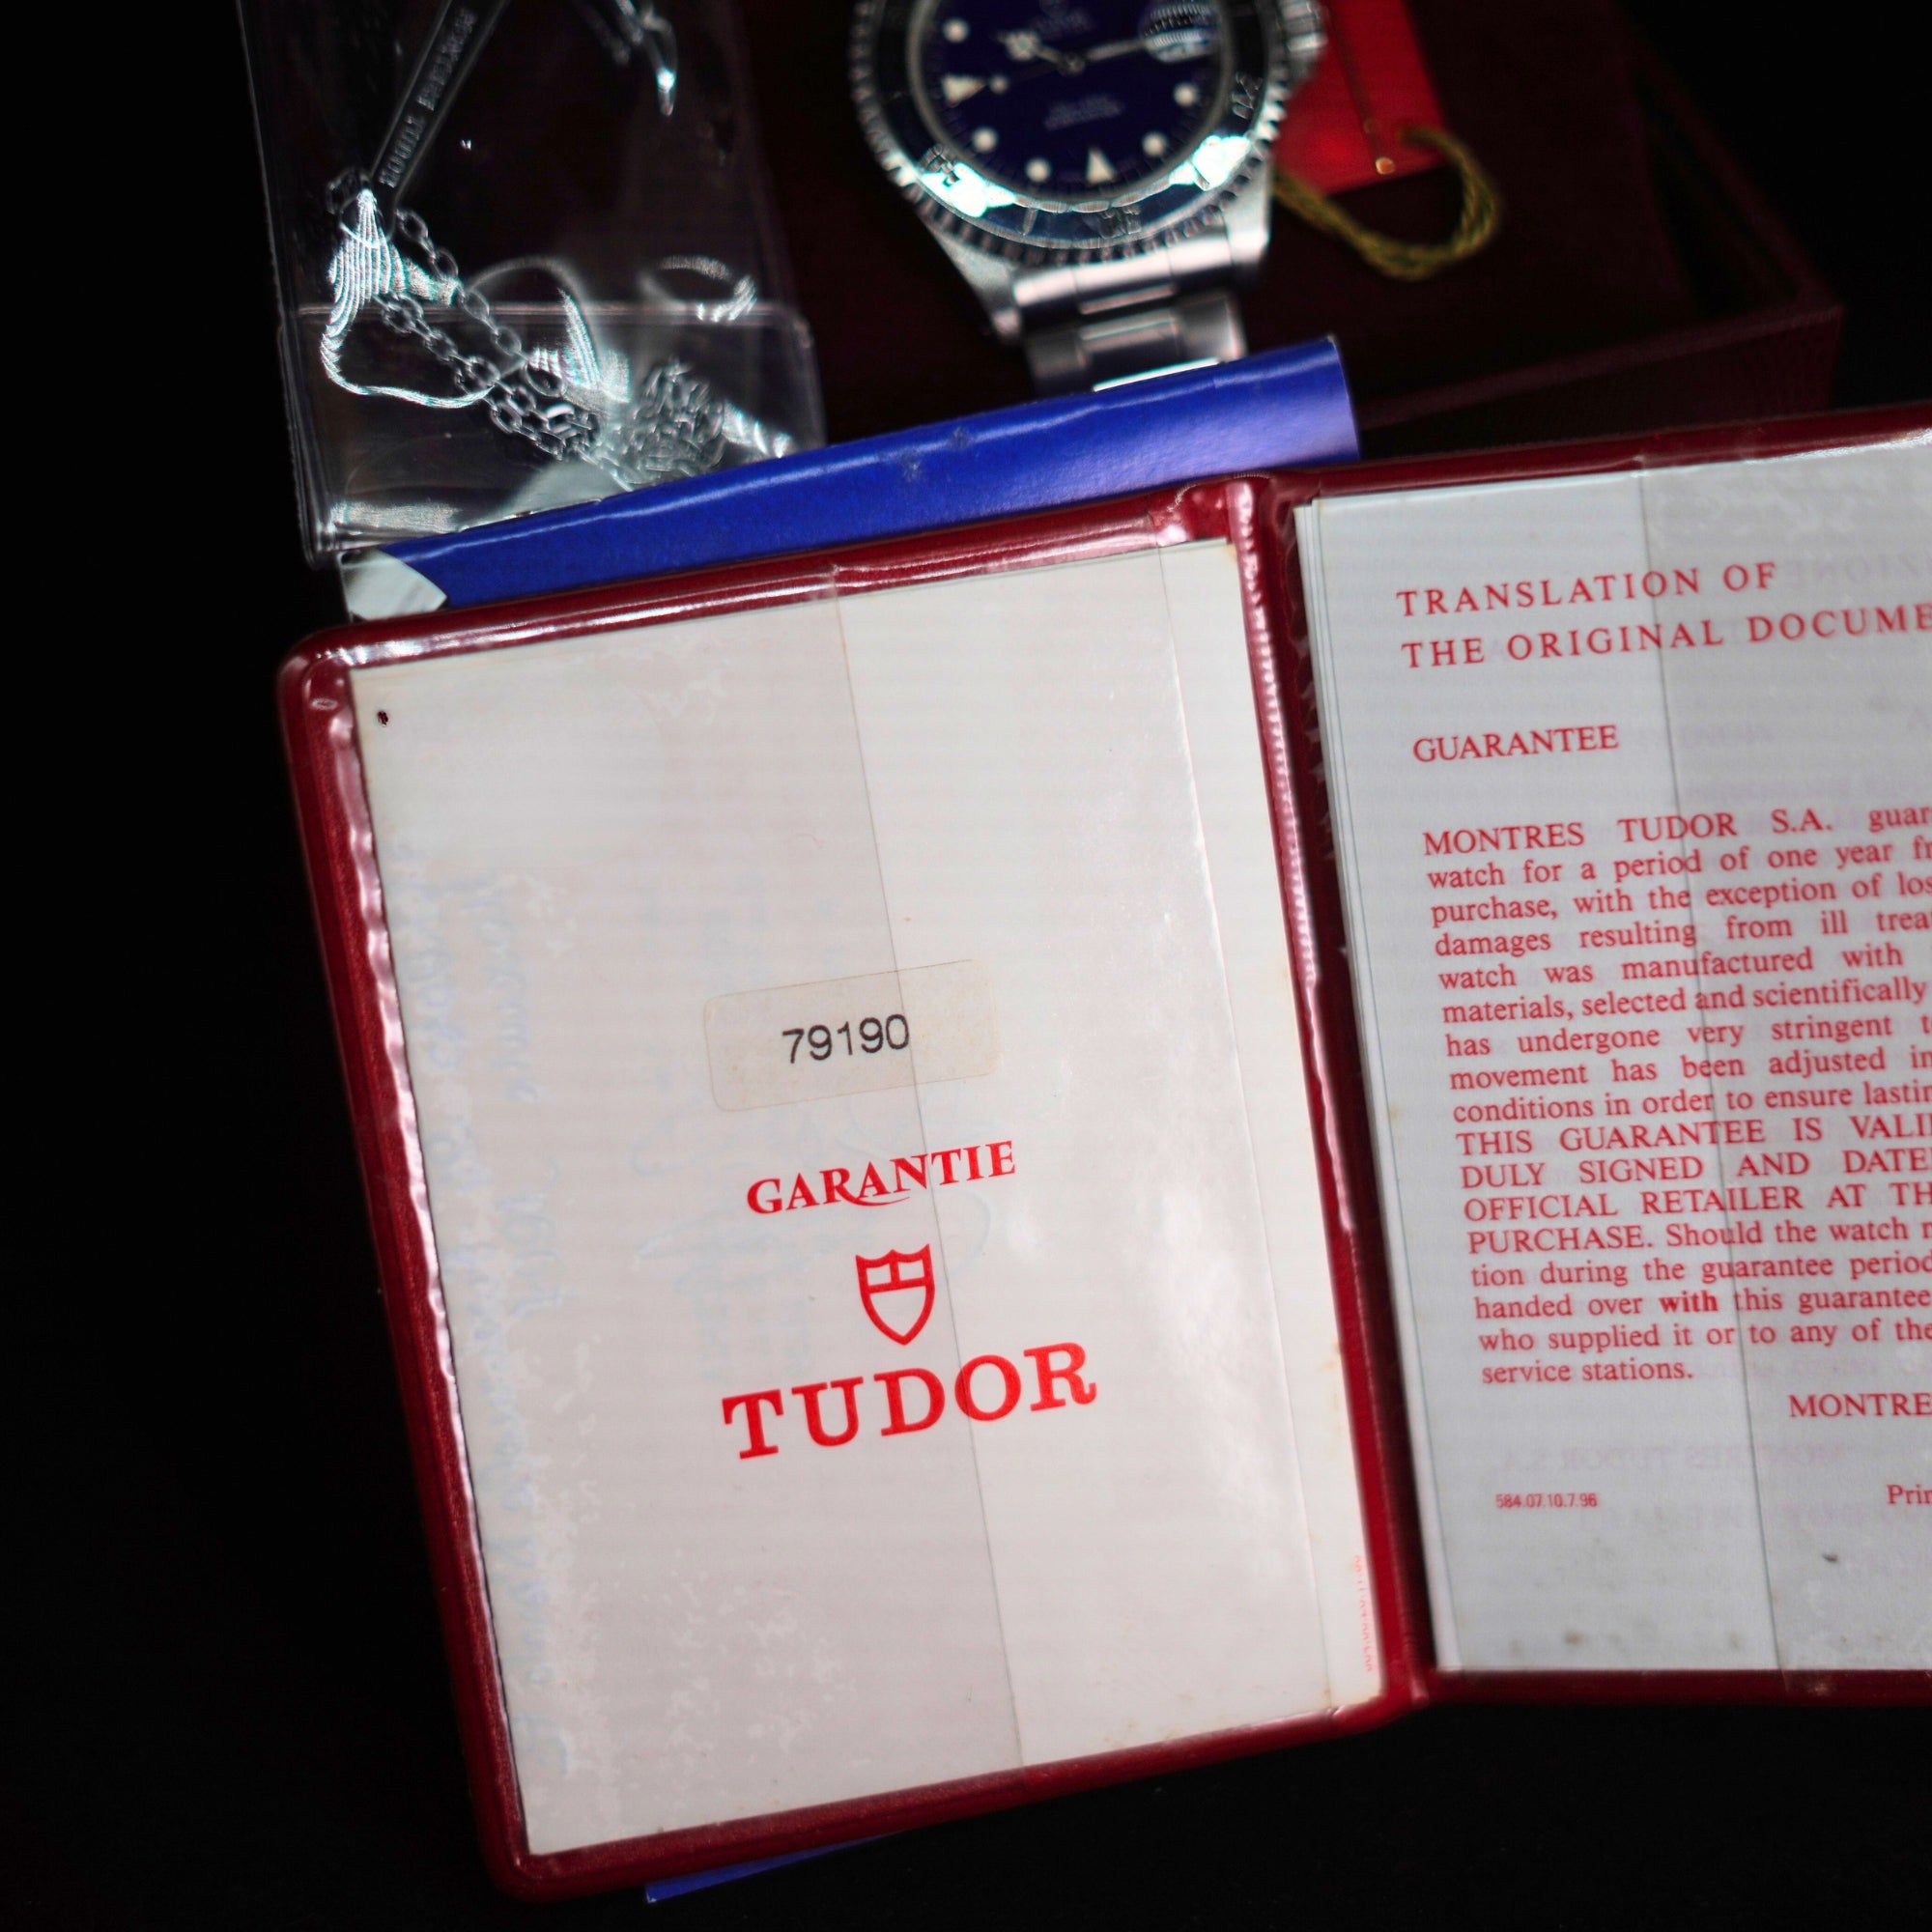 TUDOR
79190
GARANTIE
TUDOR
TRANSLATION OF
THE ORIGINAL DOCUME
GUARANTEE
MONTRES TUDOR S.A. guar
watch for a period of one year fr
purchase, with the exception of los
damages resulting from ill trea
watch was manufactured with
materials, selected and scientifically
has undergone very stringent t
movement has been adjusted in
conditions in order to ensure lastin
THIS GUARANTEE IS VALI
DULY SIGNED AND DATE
OFFICIAL RETAILER AT TH
PURCHASE. Should the watch n
tion during the guarantee period
handed over with this guarantee
who supplied it or to any of the
service stations.
MONTRE
584.07.10.7.96
Prin